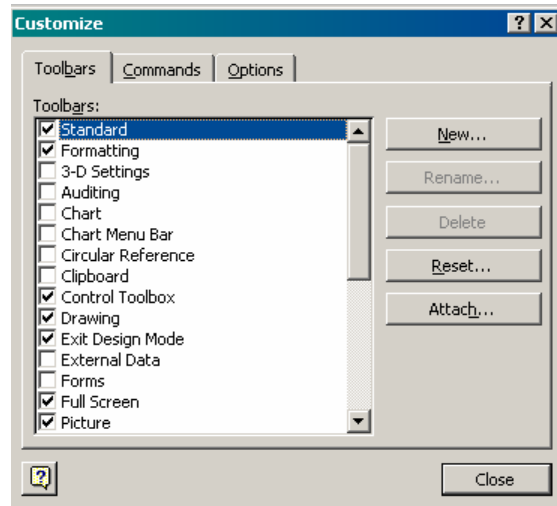 Customize
Toolbars Commands Options
Toolbars:
Standard
Formatting
3-D Settings
Auditing
Chart
Chart Menu Bar
Circular Reference
Clipboard
Control Toolbox
Drawing
Exit Design Mode
External Data
Forms
Full Screen
Picture
New...
Rename...
Delete
Reset...
Attach...
Close